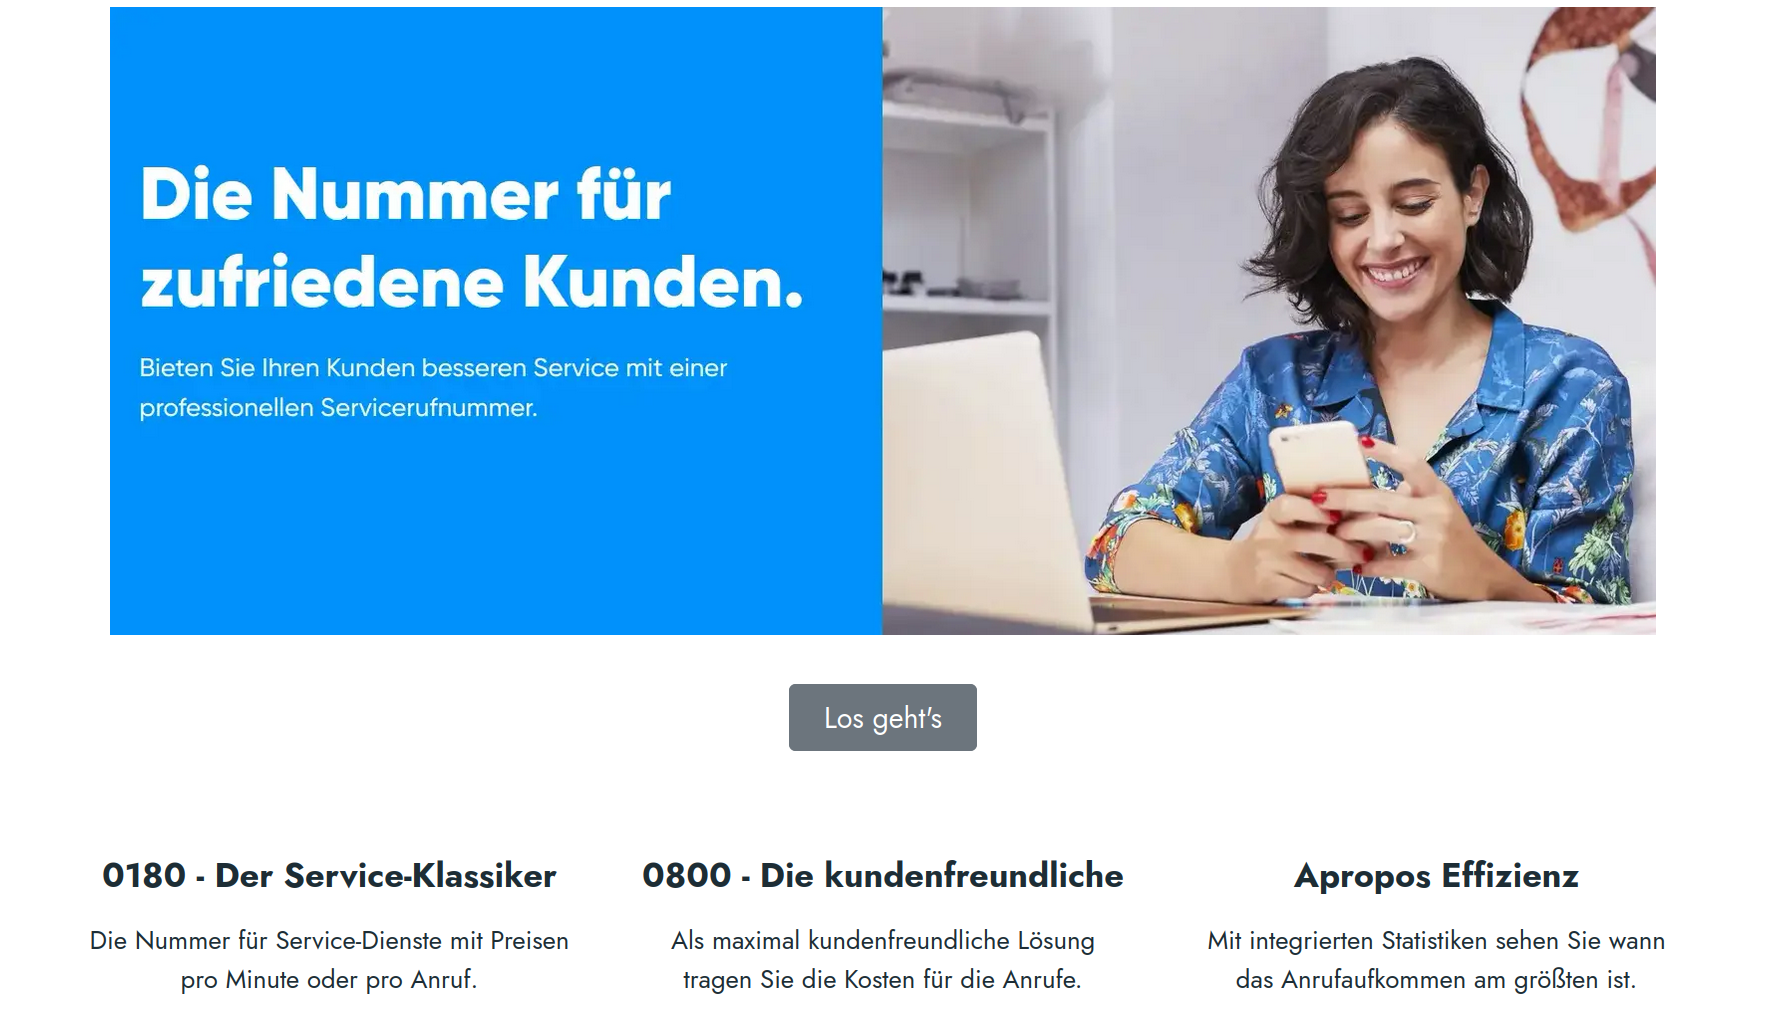 Die Nummer für
zufriedene Kunden.
Bieten Sie Ihren Kunden besseren Service mit einer
professionellen Servicerufnummer.
Los geht's
0180 - Der Service-Klassiker
Die Nummer für Service-Dienste mit Preisen
pro Minute oder pro Anruf.
0800 - Die kundenfreundliche
Als maximal kundenfreundliche Lösung
tragen Sie die Kosten für die Anrufe.
Apropos Effizienz
Mit integrierten Statistiken sehen Sie wann
das Anrufaufkommen am größten ist.